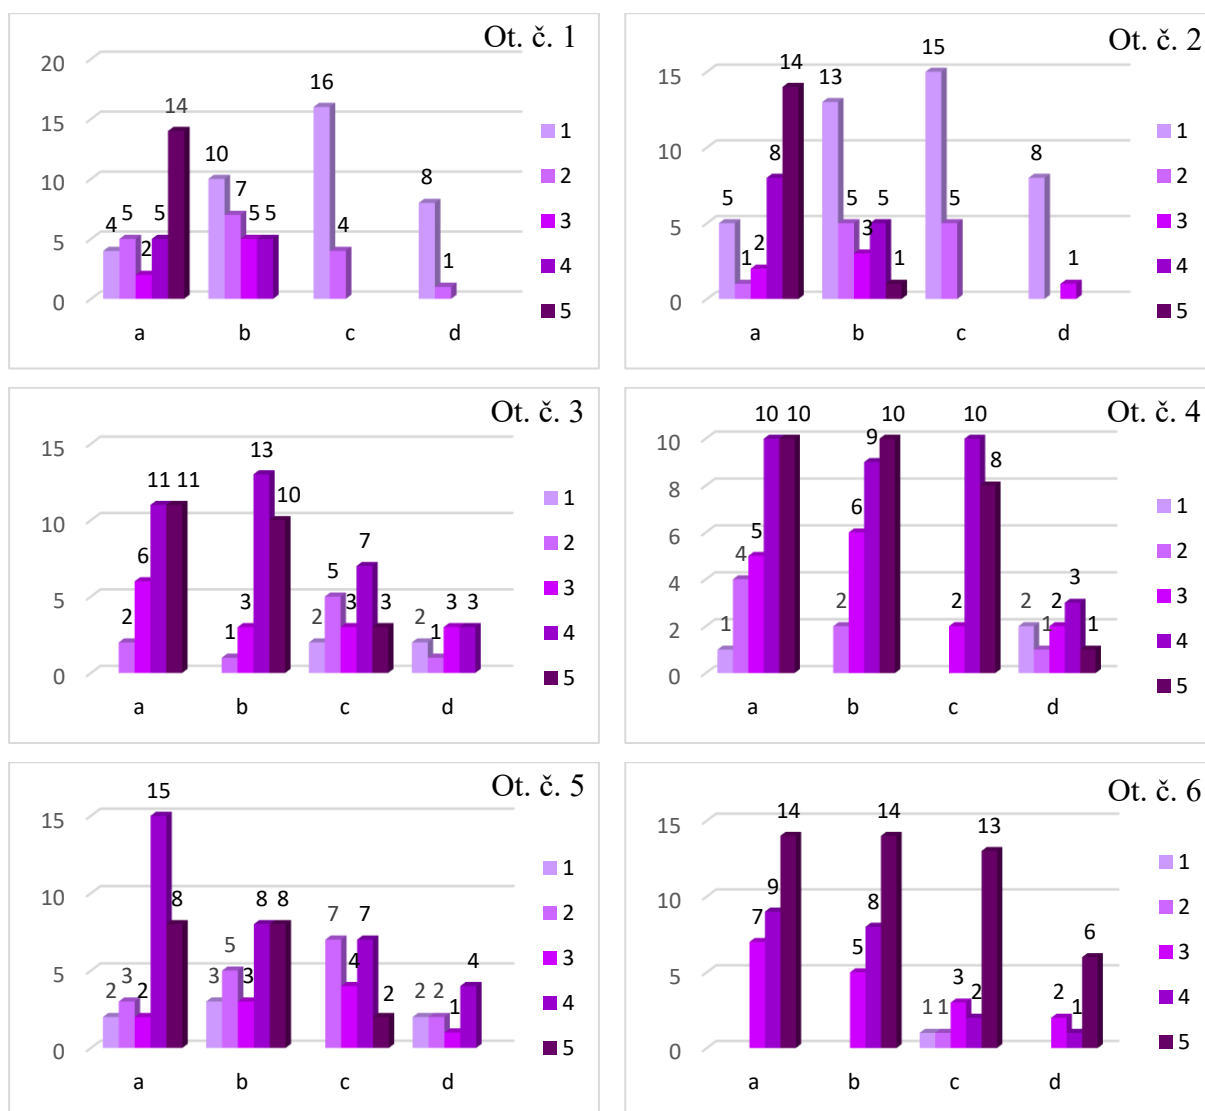 Ot. č. 1
20
15
10
5
0
4 5 2 5 14
10 7 5 5
16 4
8 1
a b c d
1
2
3
4
5
Ot. č. 2
15
10
5
0
5 1 2 8 14
13 5 3 5 1
15 5
8 1
a b c d
1
2
3
4
5
Ot. č. 3
15
10
5
0
2 6 11 11
1 3 13 10
2 5 3 7 3
2 1 3 3
a b c d
1
2
3
4
5
Ot. č. 4
10
8
6
4
2
0
1 4 5 10 10
2 6 9 10
2 10 8
2 1 2 3 1
a b c d
1
2
3
4
5
Ot. č. 5
15
10
5
0
2 3 2 15 8
3 5 3 8 8
7 4 7 2
2 2 1 4
a b c d
1
2
3
4
5
Ot. č. 6
15
10
5
0
7 9 14
5 8 14
1 1 3 2 13
2 1 6
a b c d
1
2
3
4
5